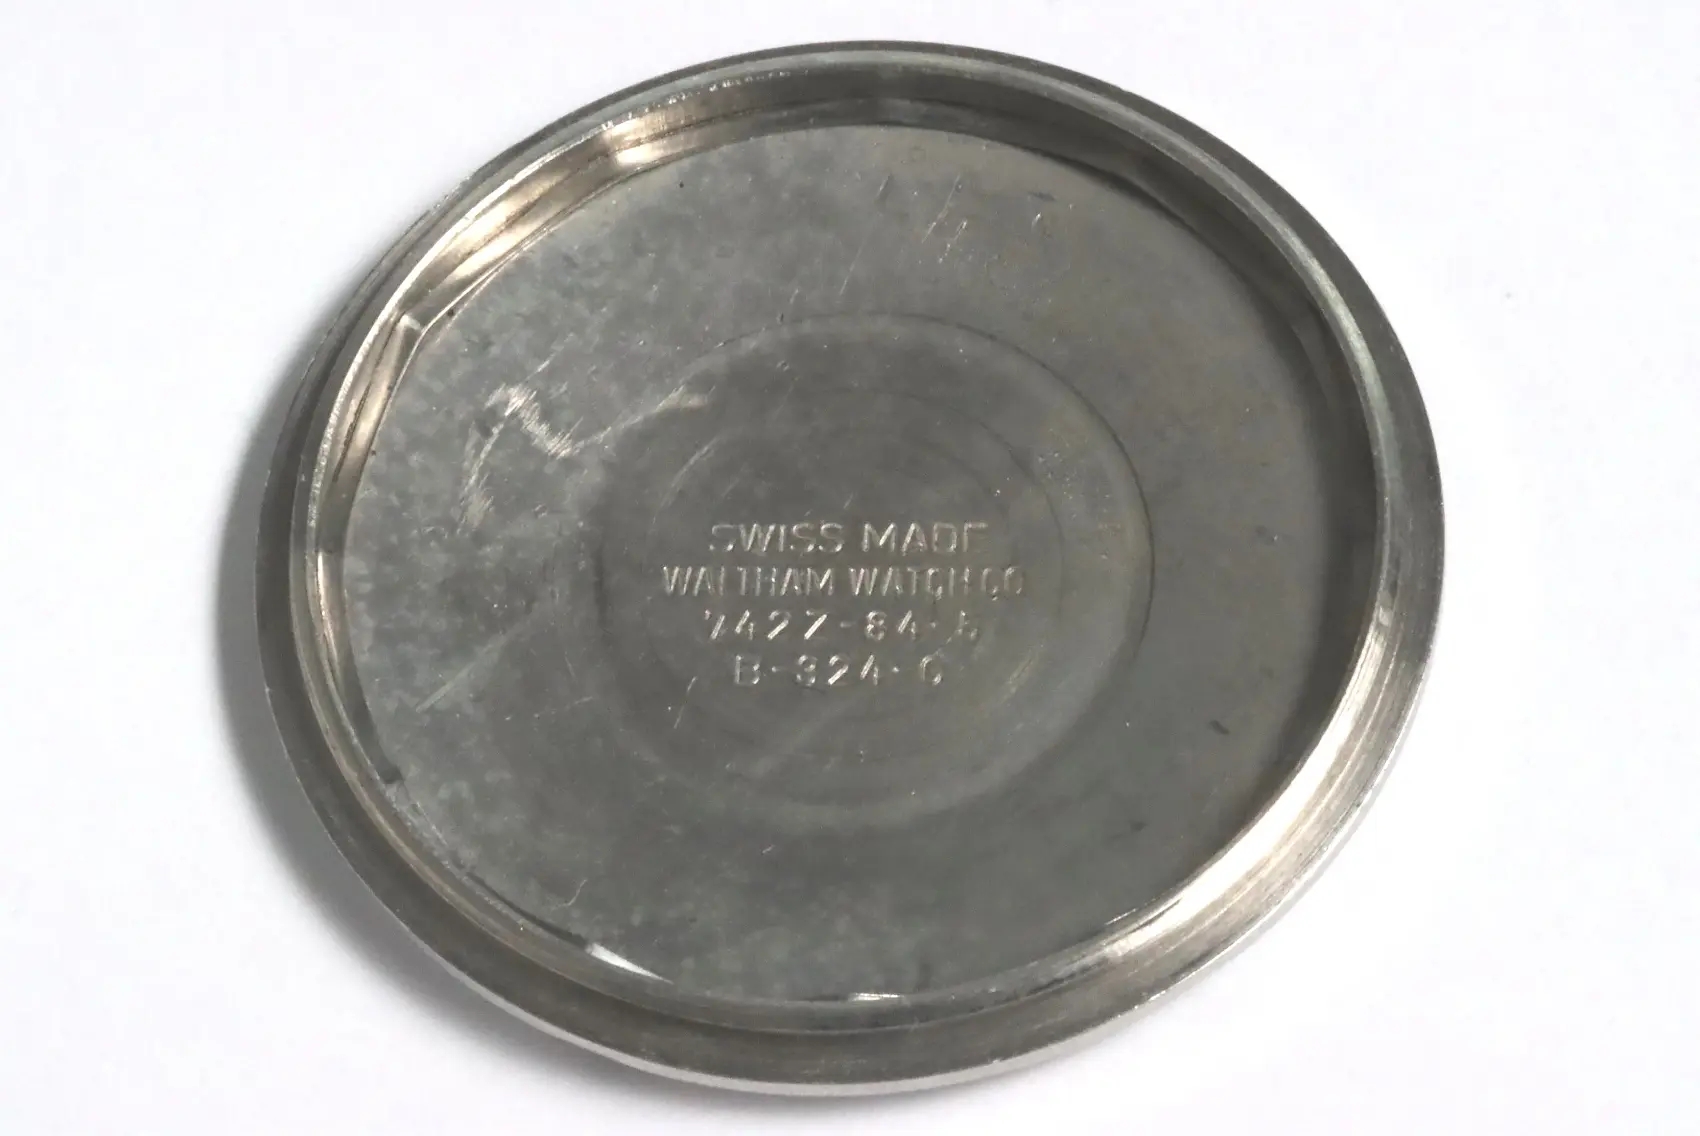 SWISS MADE
WALTHAM WATCH CO
7427-84-5
B-324-C